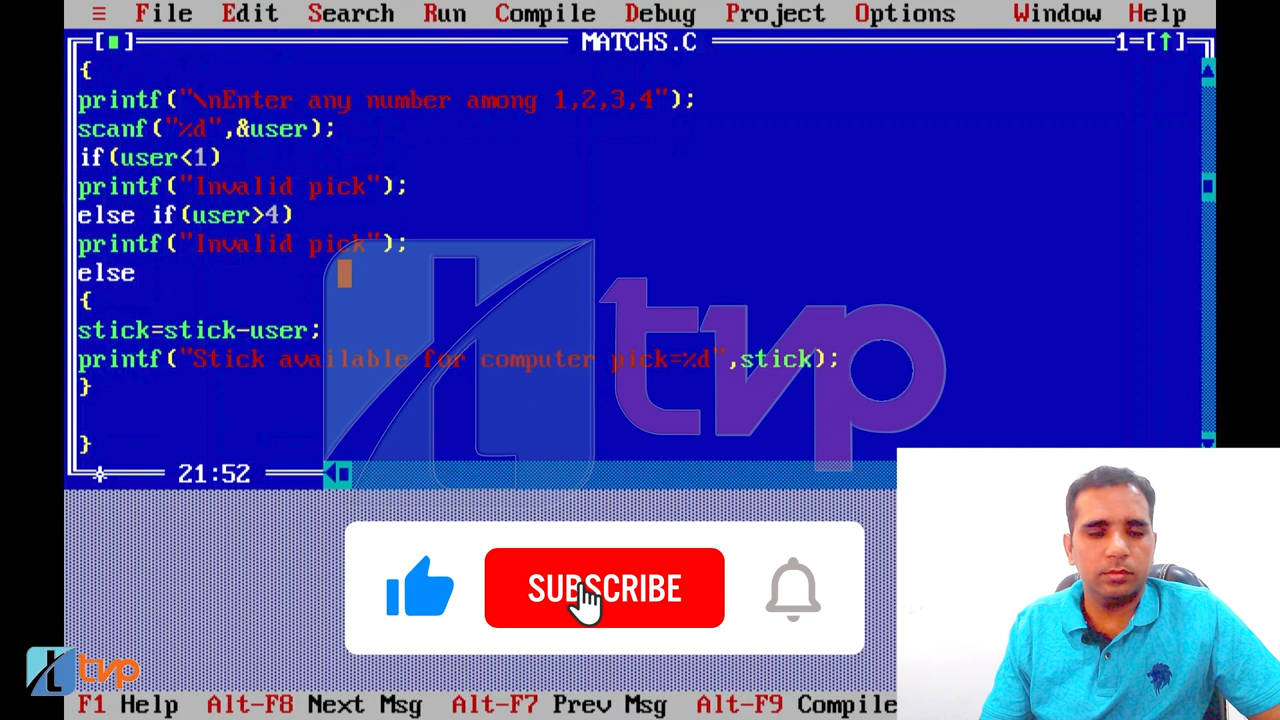 ≡ File Edit Search Run Compile Debug Project Options Window Help
[■] MATCHS.C 1=[↑]
{
printf("\nEnter any number among 1,2,3,4");
scanf("%d",&user);
if(user<1)
printf("Invalid pick");
else if(user>4)
printf("Invalid pick");
else
{
stick=stick-user;
printf("Stick available for computer pick=%d",stick);
}
}
21:52
tvp
SUBSCRIBE
tvp
F1 Help Alt-F8 Next Msg Alt-F7 Prev Msg Alt-F9 Compile